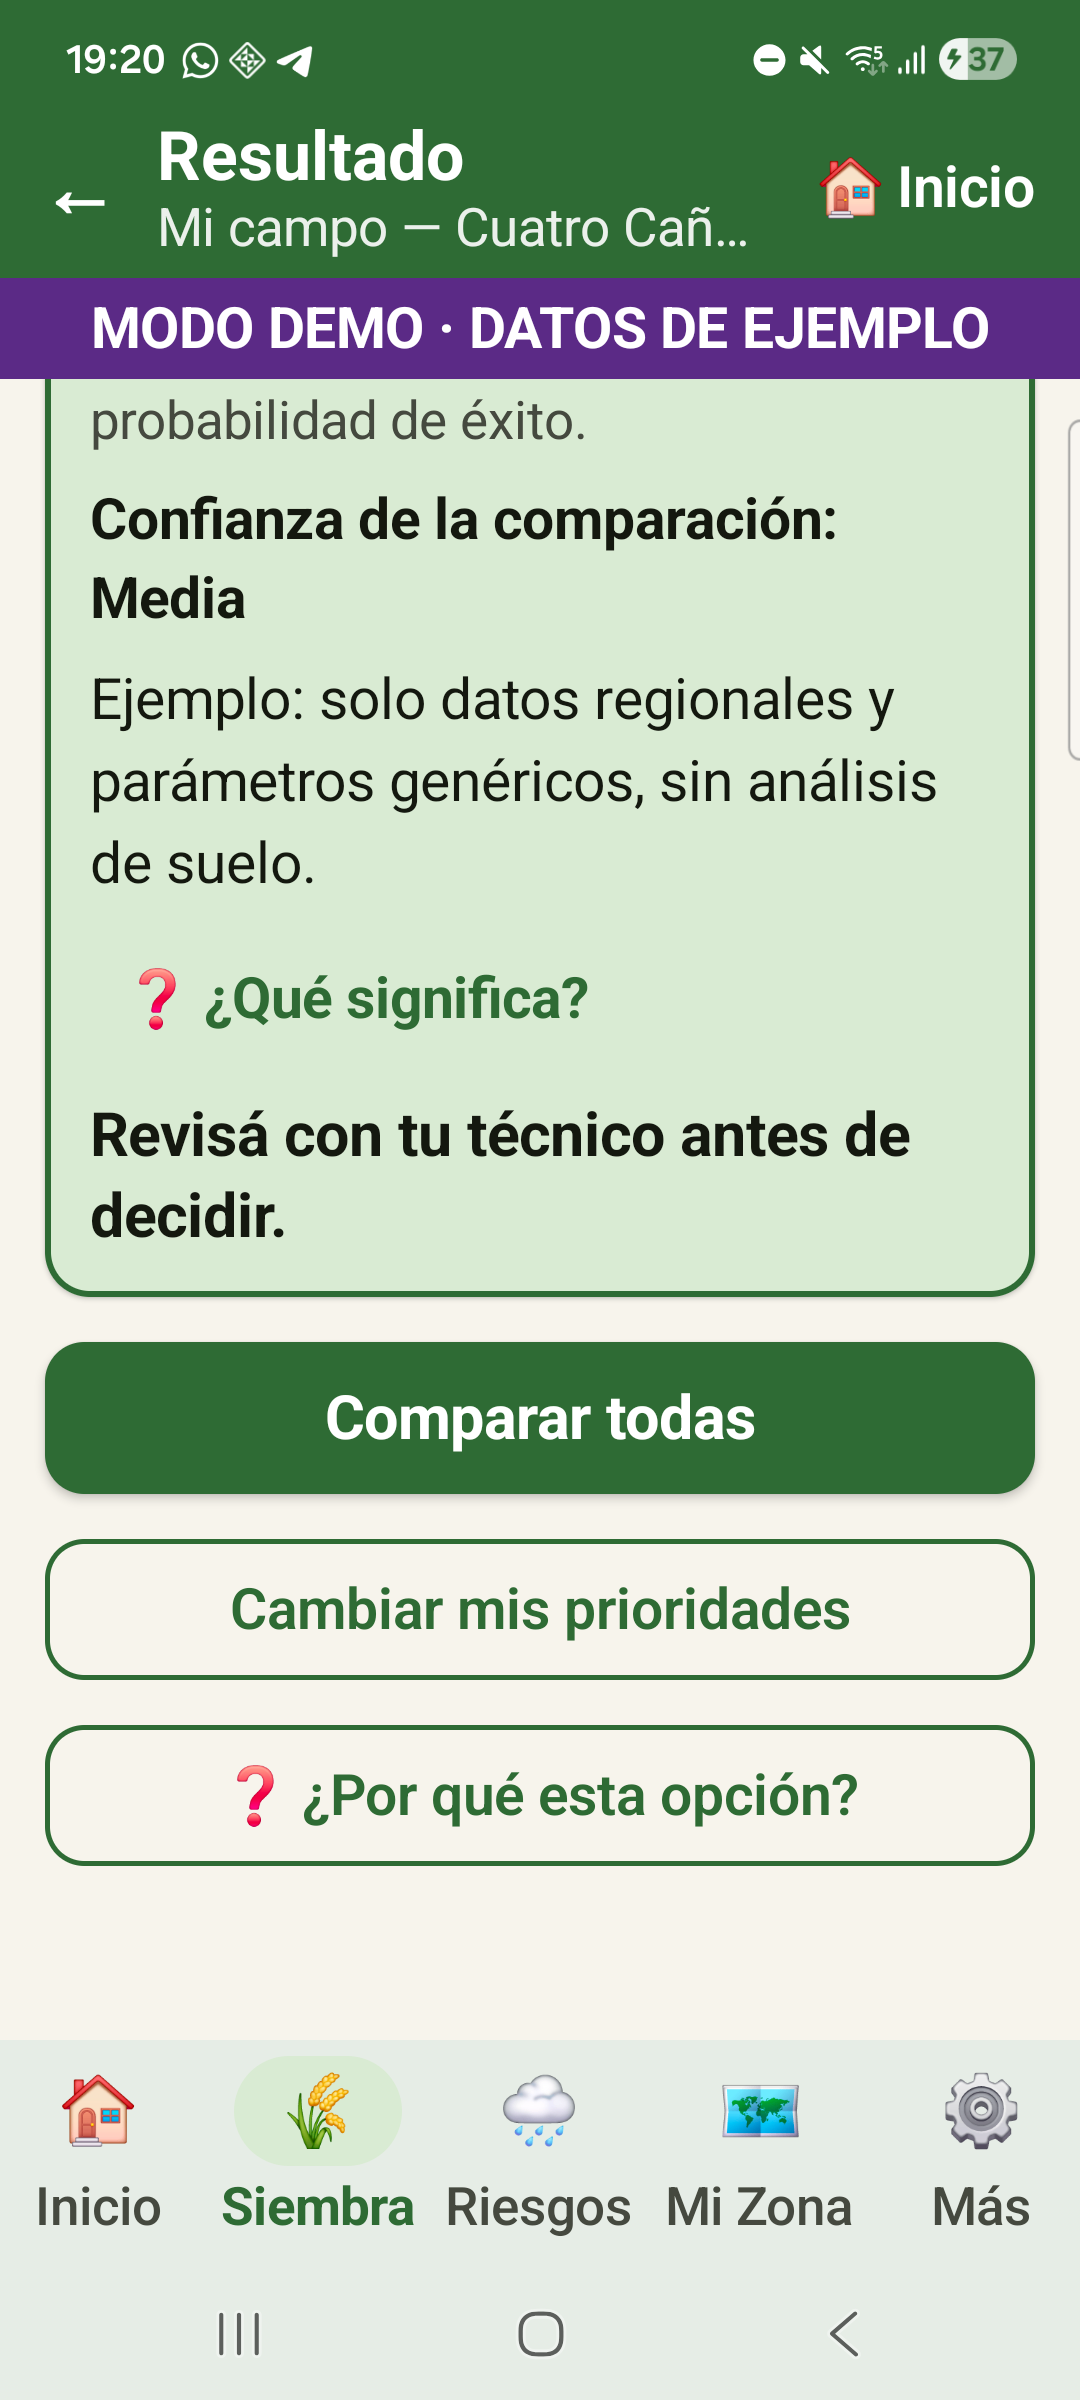 19:20
5
37
←
Resultado
Mi campo — Cuatro Cañ...
Inicio
MODO DEMO · DATOS DE EJEMPLO
probabilidad de éxito.
Confianza de la comparación:
Media
Ejemplo: solo datos regionales y
parámetros genéricos, sin análisis
de suelo.
❓ ¿Qué significa?
Revisá con tu técnico antes de
decidir.
Comparar todas
Cambiar mis prioridades
❓ ¿Por qué esta opción?
Inicio
Siembra
Riesgos
Mi Zona
Más